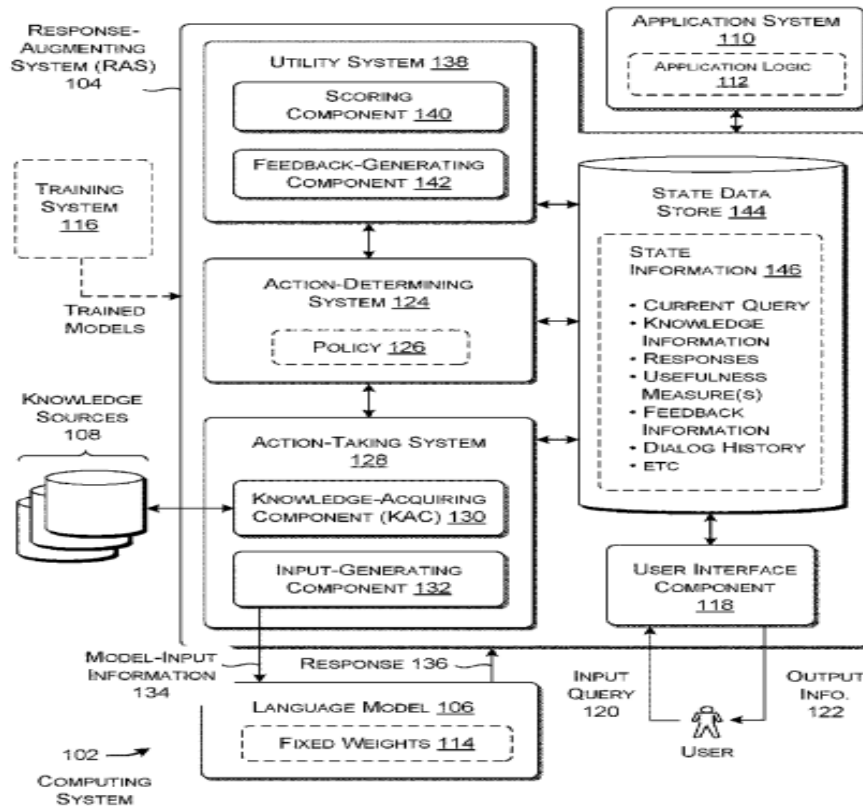 RESPONSE-
AUGMENTING
SYSTEM (RAS)
104
UTILITY SYSTEM 138
SCORING
COMPONENT 140
FEEDBACK-GENERATING
COMPONENT 142
APPLICATION SYSTEM
110
APPLICATION LOGIC
112
TRAINING
SYSTEM
116
TRAINED
MODELS
ACTION-DETERMINING
SYSTEM 124
POLICY 126
STATE DATA
STORE 144
STATE
INFORMATION 146
• CURRENT QUERY
• KNOWLEDGE
INFORMATION
• RESPONSES
• USEFULNESS
MEASURE(S)
• FEEDBACK
INFORMATION
• DIALOG HISTORY
• ETC
KNOWLEDGE
SOURCES
108
ACTION-TAKING SYSTEM
128
KNOWLEDGE-ACQUIRING
COMPONENT (KAC) 130
INPUT-GENERATING
COMPONENT 132
USER INTERFACE
COMPONENT
118
MODEL-INPUT
INFORMATION
134
RESPONSE 136
INPUT
QUERY
120
OUTPUT
INFO.
122
USER
LANGUAGE MODEL 106
FIXED WEIGHTS 114
102
COMPUTING
SYSTEM